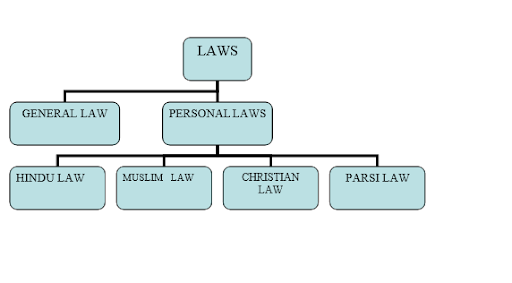 LAWS
GENERAL LAW
PERSONAL LAWS
HINDU LAW
MUSLIM LAW
CHRISTIAN
LAW
PARSI LAW